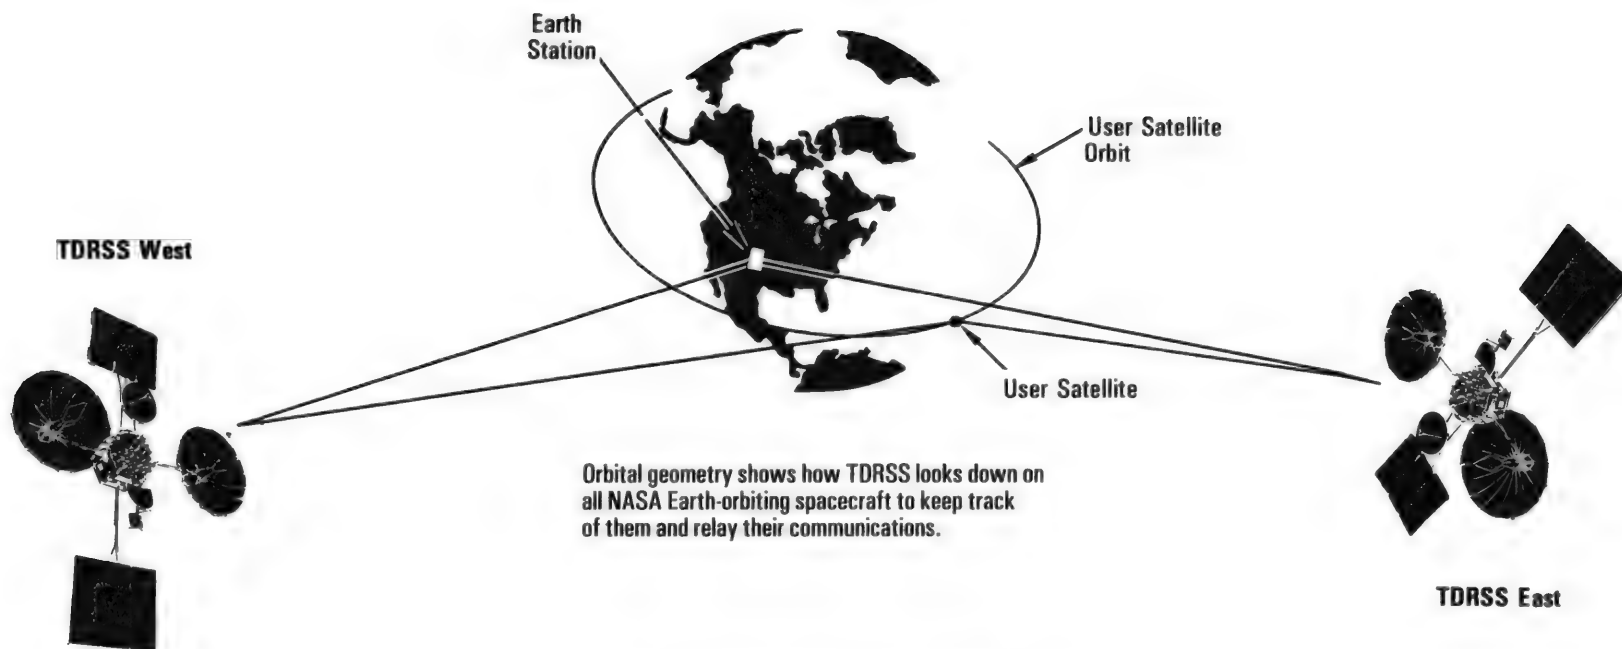 Earth
Station
User Satellite
Orbit
TDRSS West
User Satellite
Orbital geometry shows how TDRSS looks down on
all NASA Earth-orbiting spacecraft to keep track
of them and relay their communications.
TDRSS East